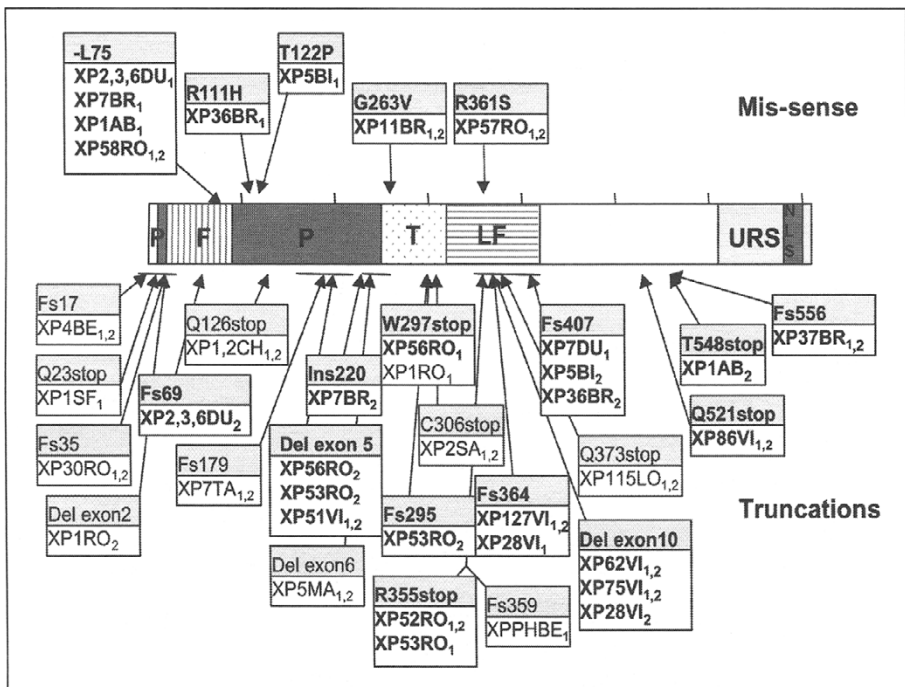 -L75
XP2,3,6DU₁
XP7BR₁
XP1AB₁
XP58RO₁,₂
R111H
XP36BR₁
T122P
XP5BI₁
G263V
XP11BR₁,₂
R361S
XP57RO₁,₂
Mis-sense
P
F
P
T
LF
URS
NLS
Fs17
XP4BE₁,₂
Q23stop
XP1SF₁
Fs35
XP30RO₁,₂
Del exon2
XP1RO₂
Fs69
XP2,3,6DU₂
Q126stop
XP1,2CH₁,₂
Fs179
XP7TA₁,₂
Ins220
XP7BR₂
Del exon 5
XP56RO₂
XP53RO₂
XP51VI₁,₂
Del exon6
XP5MA₁,₂
W297stop
XP56RO₁
XP1RO₁
C306stop
XP2SA₁,₂
Fs295
XP53RO₂
R355stop
XP52RO₁,₂
XP53RO₁
Fs359
XPPHBE₁
Fs364
XP127VI₁,₂
XP28VI₁
Fs407
XP7DU₁
XP5BI₂
XP36BR₂
Q373stop
XP115LO₁,₂
Del exon10
XP62VI₁,₂
XP75VI₁,₂
XP28VI₂
T548stop
XP1AB₂
Q521stop
XP86VI₁,₂
Fs556
XP37BR₁,₂
Truncations